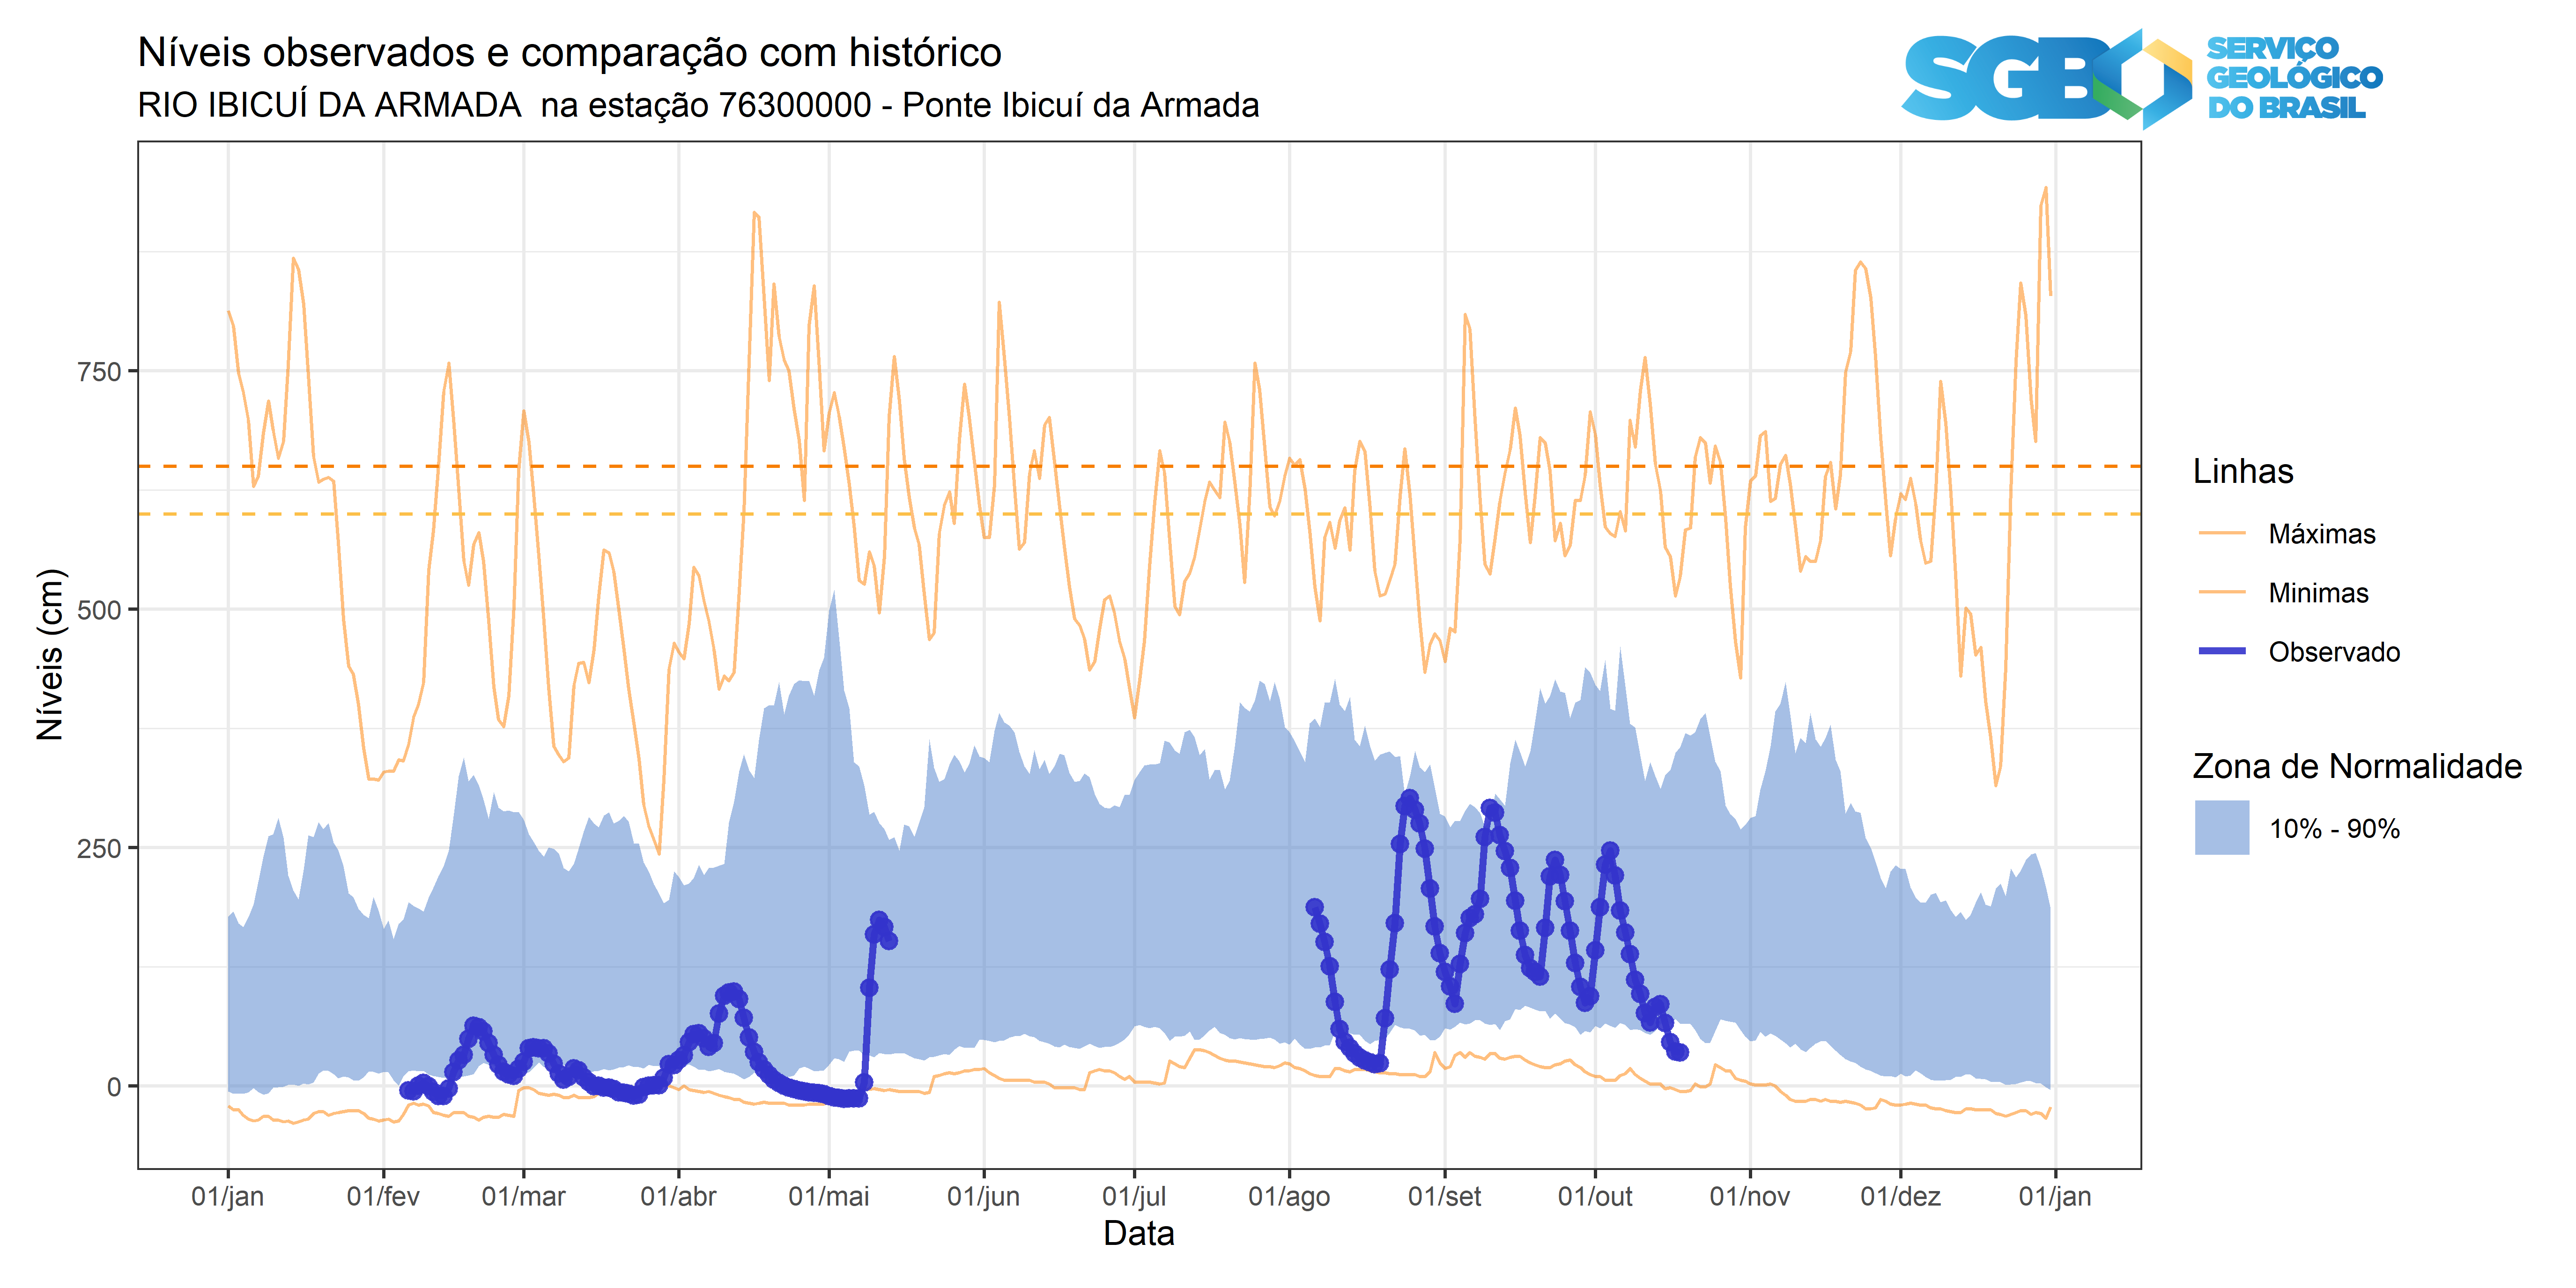 Níveis observados e comparação com histórico
RIO IBICUÍ DA ARMADA  na estação 76300000 - Ponte Ibicuí da Armada
SGB
SERVIÇO
GEOLÓGICO
DO BRASIL
Níveis (cm)
750
500
250
0
01/jan
01/fev
01/mar
01/abr
01/mai
01/jun
01/jul
01/ago
01/set
01/out
01/nov
01/dez
01/jan
Data
Linhas
Máximas
Minimas
Observado
Zona de Normalidade
10% - 90%